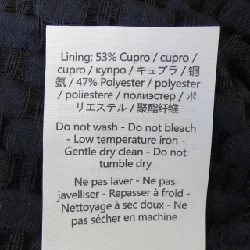 Lining: 53% Cupro / cupro /
cupro / купро / キュプラ / 铜
氨 / 47% Polyester / polyester
/ poliestere / полиэстер / ポ
リエステル / 聚酯纤维
Do not wash - Do not bleach
- Low temperature iron -
Gentle dry clean - Do not
tumble dry
Ne pas laver - Ne pas
javelliser - Repasser à froid -
Nettoyage à sec doux - Ne
pas sécher en machine